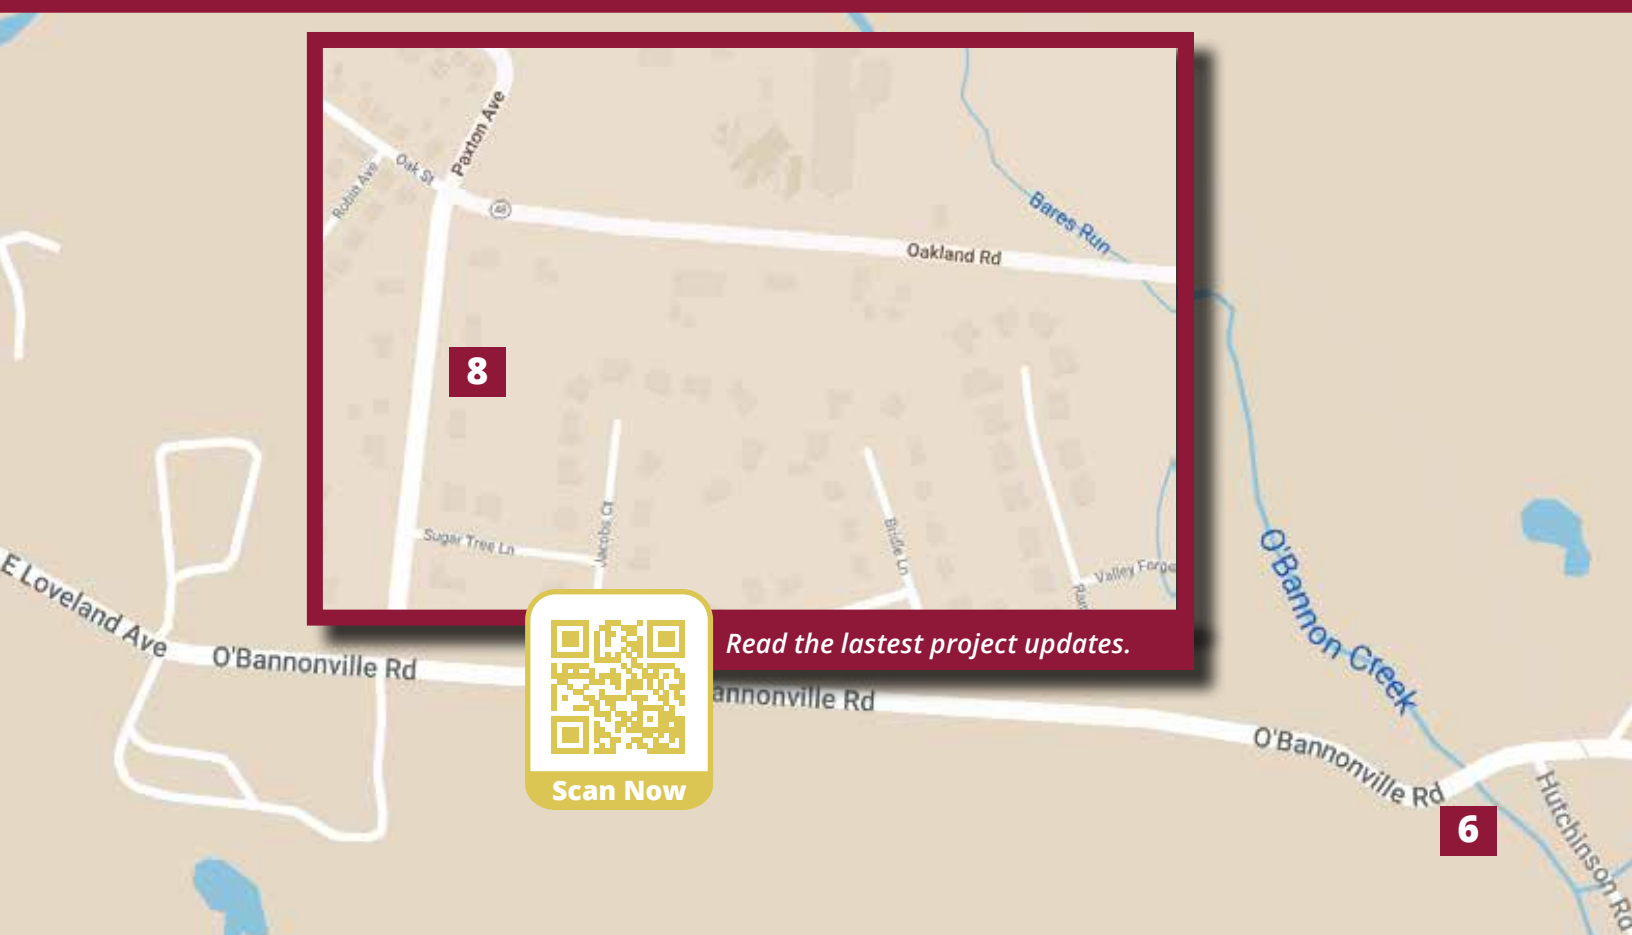 Paxton Ave
Oak St
Robin Ave
48
Bares Run
Oakland Rd
8
Sugar Tree Ln
Jacobs Ct
Bridle Ln
Valley Forge
E Loveland Ave
O'Bannonville Rd
Read the lastest project updates.
annonville Rd
Scan Now
O'Bannon Creek
O'Bannonville Rd
6
Hutchinson Rd